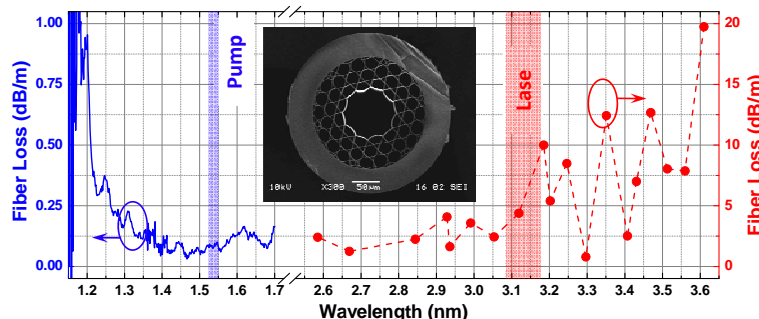 1.00
0.75
0.50
0.25
0.00
Fiber Loss (dB/m)
Pump
10kV X300 50µm 16 02 SEI
Lase
20
15
10
5
0
Fiber Loss (dB/m)
1.2 1.3 1.4 1.5 1.6 1.7 2.6 2.7 2.8 2.9 3.0 3.1 3.2 3.3 3.4 3.5 3.6
Wavelength (nm)